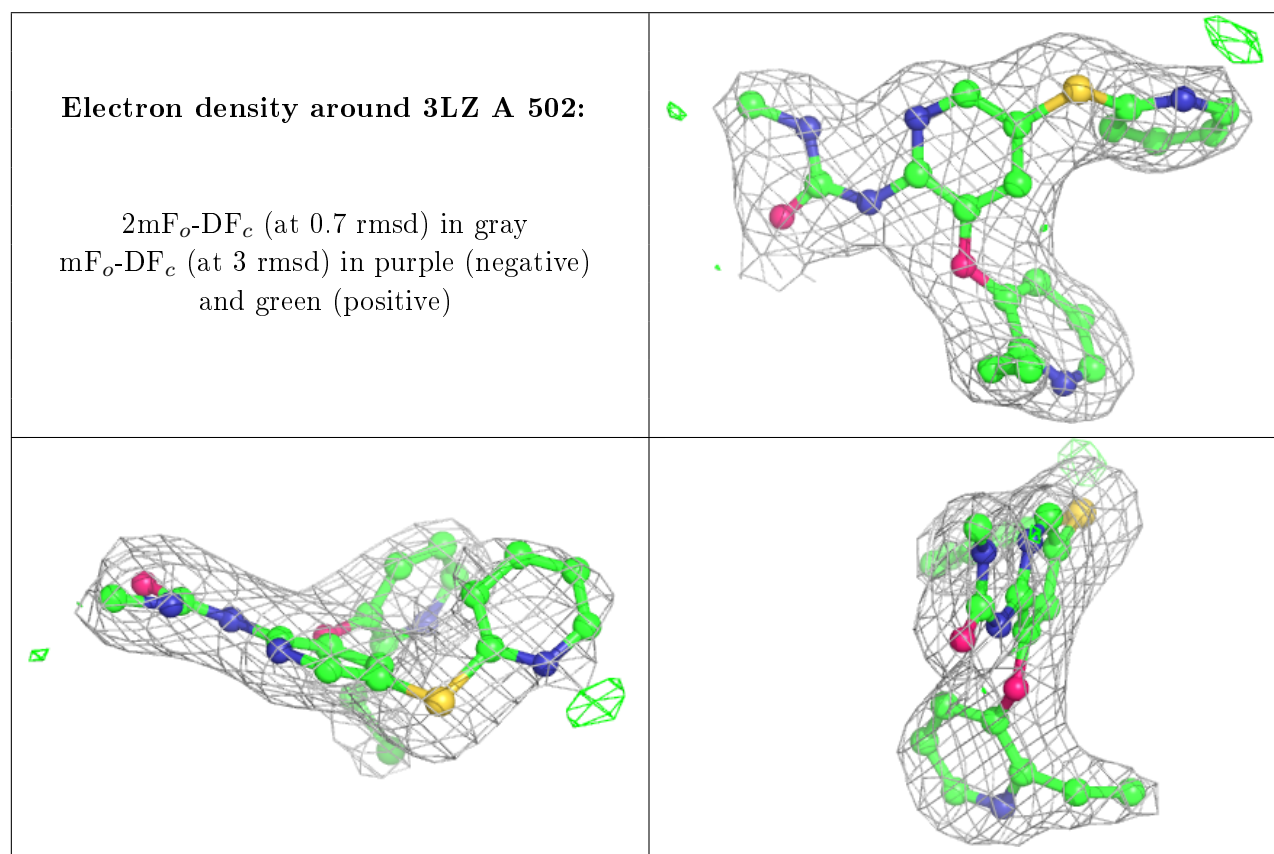 Electron density around 3LZ A 502:
2mFo-DFc (at 0.7 rmsd) in gray
mFo-DFc (at 3 rmsd) in purple (negative)
and green (positive)